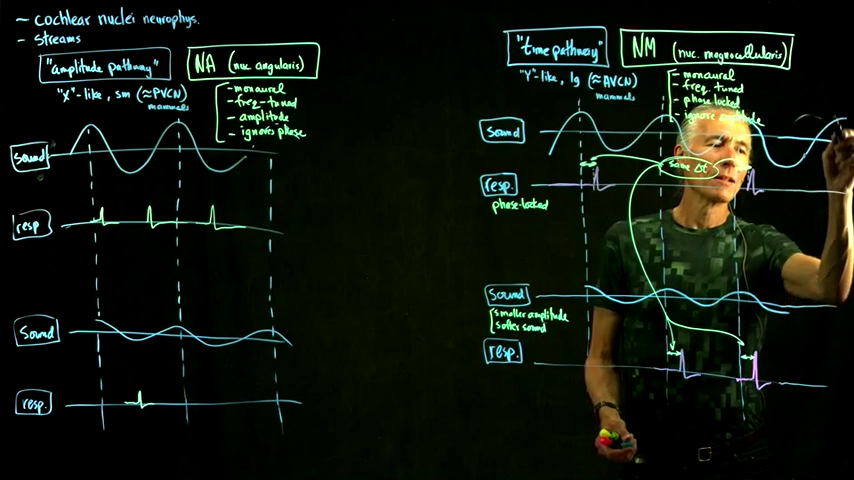 ~ cochlear nuclei neurophys.
- streams
"amplitude pathway"
NA (nuc angularis)
"X"-like, sm (≈PVCN)
mammals
- monaural
- freq-tuned
- amplitude
- ignores phase
sound
resp
sound
resp.
"time pathway"
NM (nuc. magnocellularis)
"Y"-like, lg (≈AVCN)
mammals
- monaural
- freq. tuned
- phase locked
- ignore amplitude
sound
same Δt
resp.
phase-locked
sound
smaller amplitude
softer sound
resp.